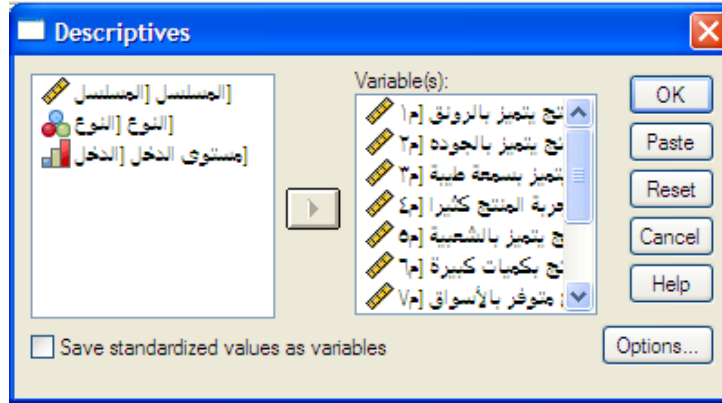 Descriptives
المسلسل [المسلسل]
النوع [النوع]
مستوى الدخل [الدخل]
Variable(s):
تج يتميز بالرونق [م١
تج يتميز بالجوده [م٢
يتميز بسمعة طيبة [م٣
المنتج كثيرا [م٤
ج يتميز بالشعبية [م٥
تج بكميات كبيرة [م٦
متوفر بالأسواق [م٧
OK
Paste
Reset
Cancel
Help
Save standardized values as variables
Options...